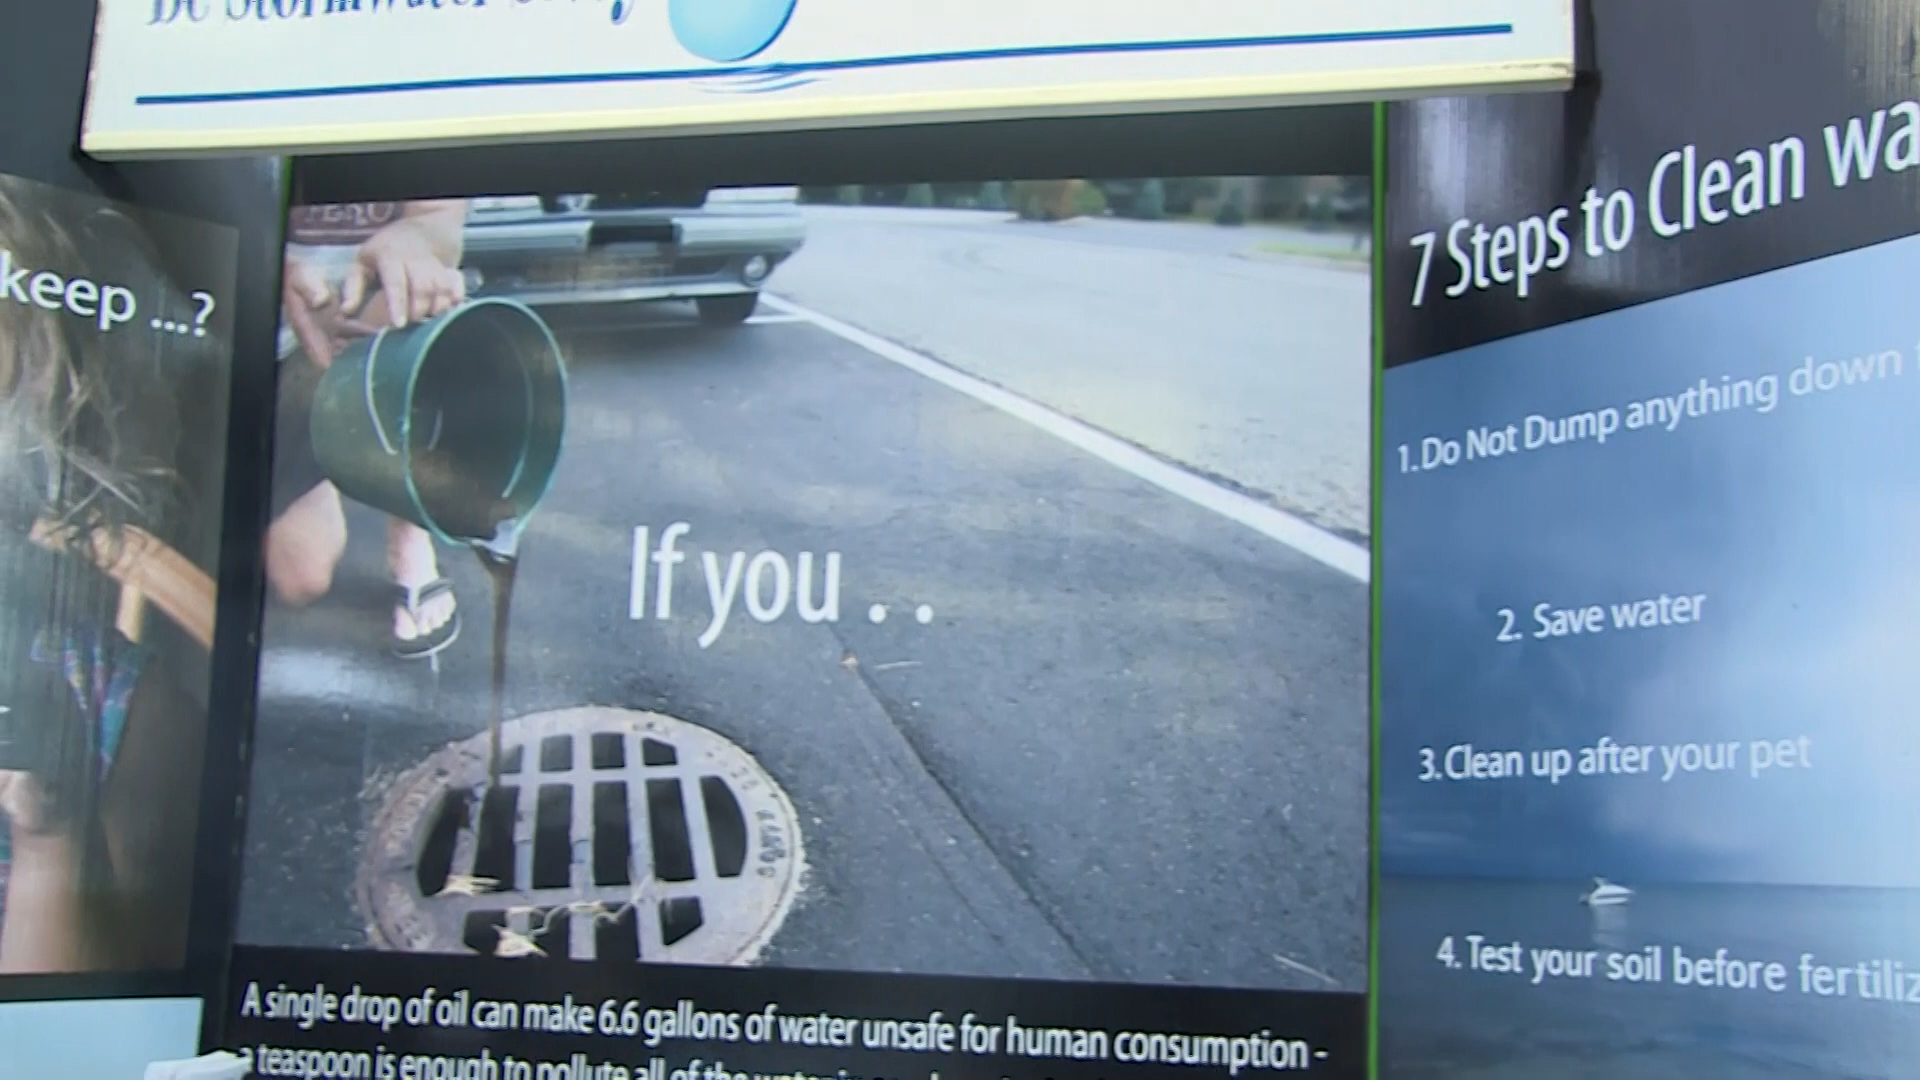 Stormwater
keep ...?
If you . .
A single drop of oil can make 6.6 gallons of water unsafe for human consumption -
a teaspoon is enough to pollute all of the water in
7 Steps to Clean wa
1. Do Not Dump anything down
2. Save water
3. Clean up after your pet
4. Test your soil before fertiliz